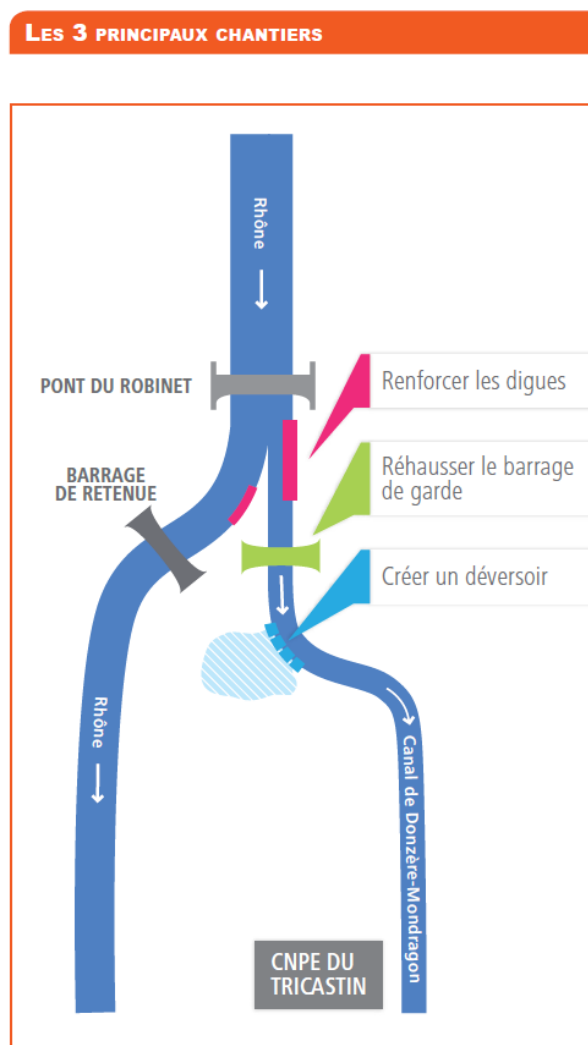 LES 3 PRINCIPAUX CHANTIERS
Rhône
PONT DU ROBINET
Renforcer les digues
BARRAGE
DE RETENUE
Réhausser le barrage
de garde
Créer un déversoir
Rhône
Canal de Donzère-Mondragon
CNPE DU
TRICASTIN